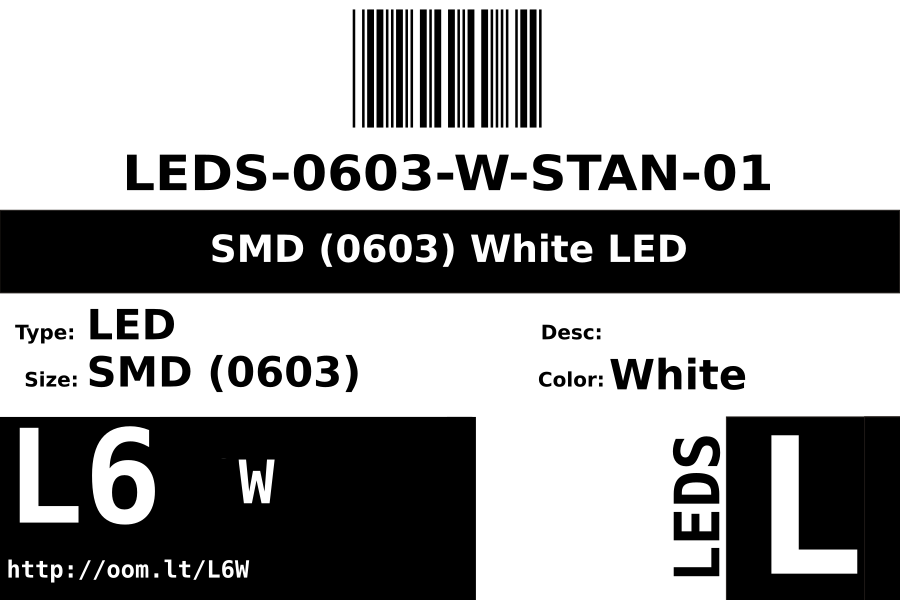 LEDS-0603-W-STAN-01
SMD (0603) White LED
Type: LED
Desc:
Size: SMD (0603)
Color: White
L6 W
http://oom.lt/L6W
LEDS
L